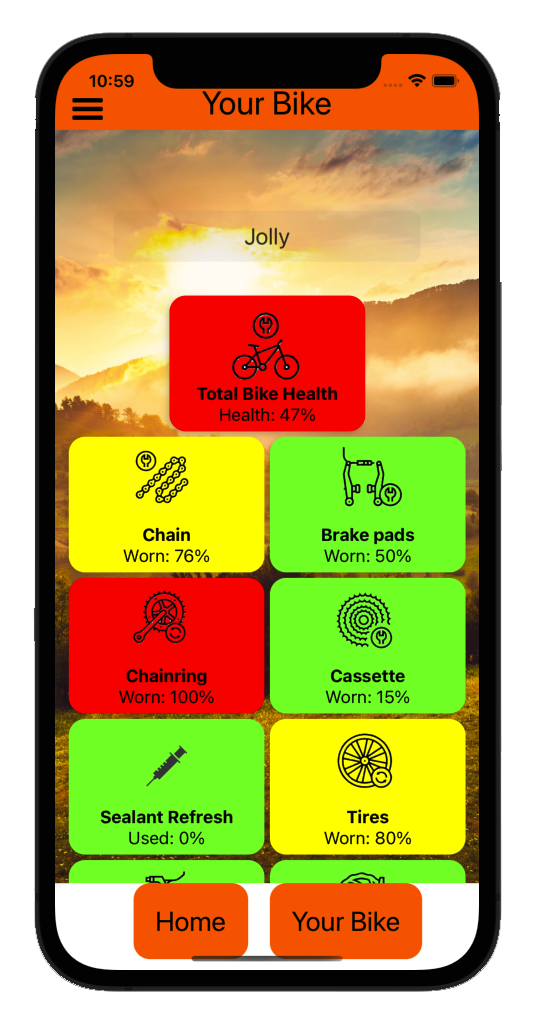 10:59
Your Bike
Jolly
Total Bike Health
Health: 47%
Chain
Worn: 76%
Brake pads
Worn: 50%
Chainring
Worn: 100%
Cassette
Worn: 15%
Sealant Refresh
Used: 0%
Tires
Worn: 80%
Home
Your Bike